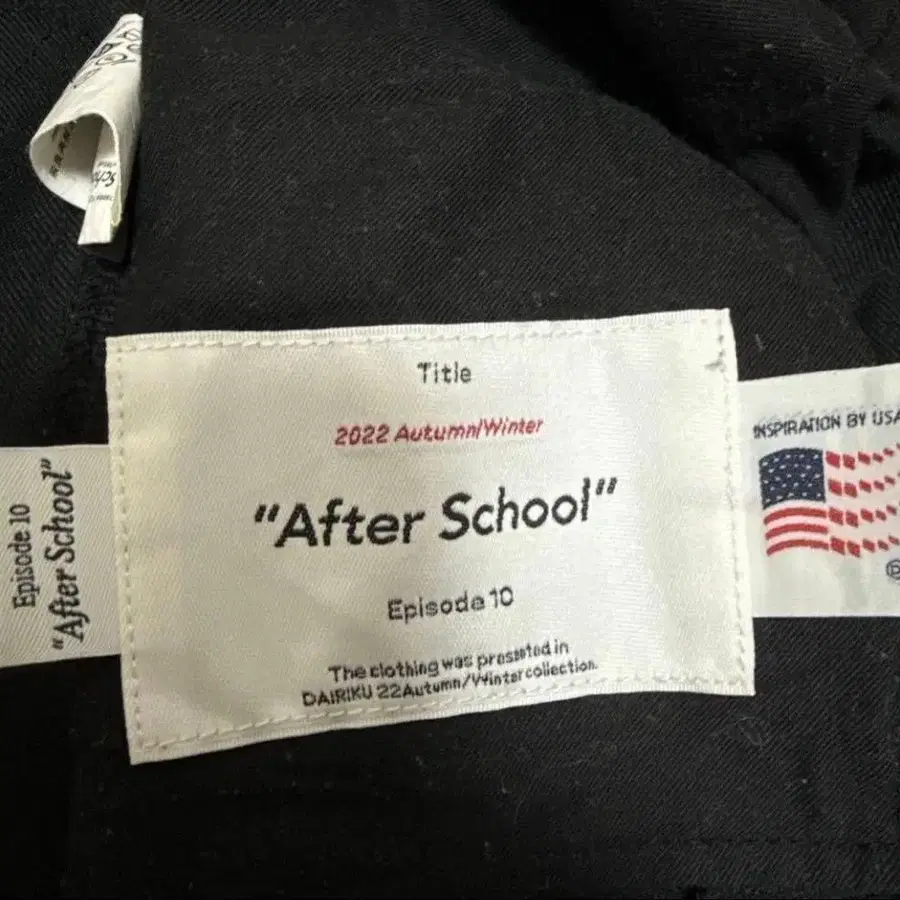 Title
2022 Autumn/Winter
"After School"
Episode 10
The clothing was presented in
DAIRIKU 22Autumn/Winter collection.
Episode 10
"After School"
INSPIRATION BY USA